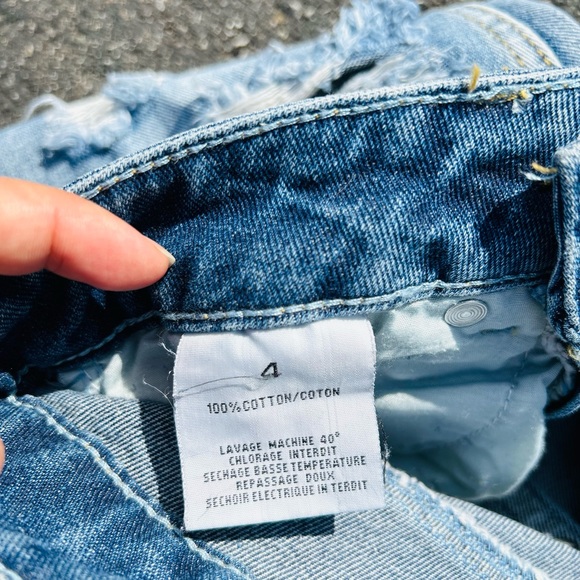 4
100% COTTON/COTON
LAVAGE MACHINE 40°
CHLORAGE INTERDIT
SECHAGE BASSE TEMPERATURE
REPASSAGE DOUX
SECHOIR ELECTRIQUE IN TERDIT